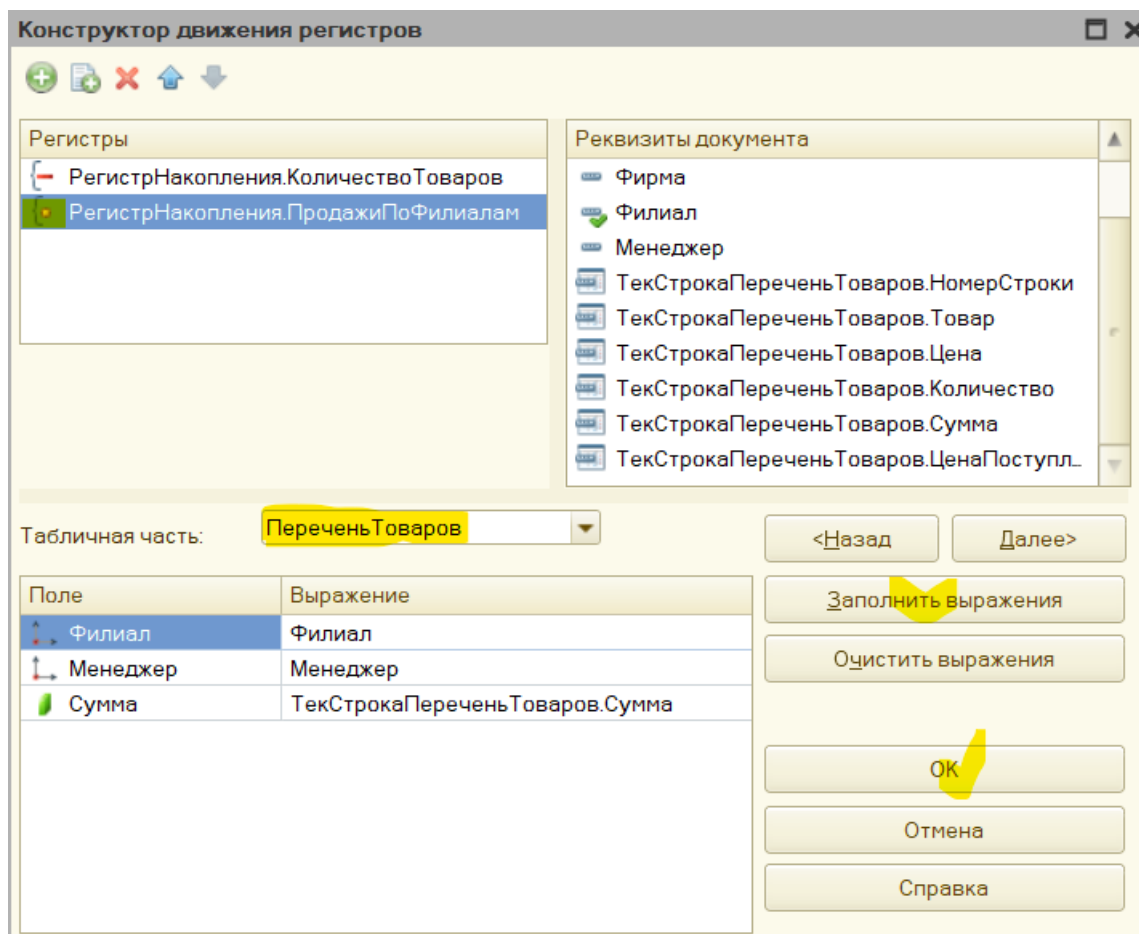 Конструктор движения регистров
Регистры
РегистрНакопления.КоличествоТоваров
РегистрНакопления.ПродажиПоФилиалам
Реквизиты документа
Фирма
Филиал
Менеджер
ТекСтрокаПереченьТоваров.НомерСтроки
ТекСтрокаПереченьТоваров.Товар
ТекСтрокаПереченьТоваров.Цена
ТекСтрокаПереченьТоваров.Количество
ТекСтрокаПереченьТоваров.Сумма
ТекСтрокаПереченьТоваров.ЦенаПоступл...
Табличная часть: ПереченьТоваров
<Назад Далее>
Заполнить выражения
Очистить выражения
ОК
Отмена
Справка
Поле Выражение
Филиал Филиал
Менеджер Менеджер
Сумма ТекСтрокаПереченьТоваров.Сумма